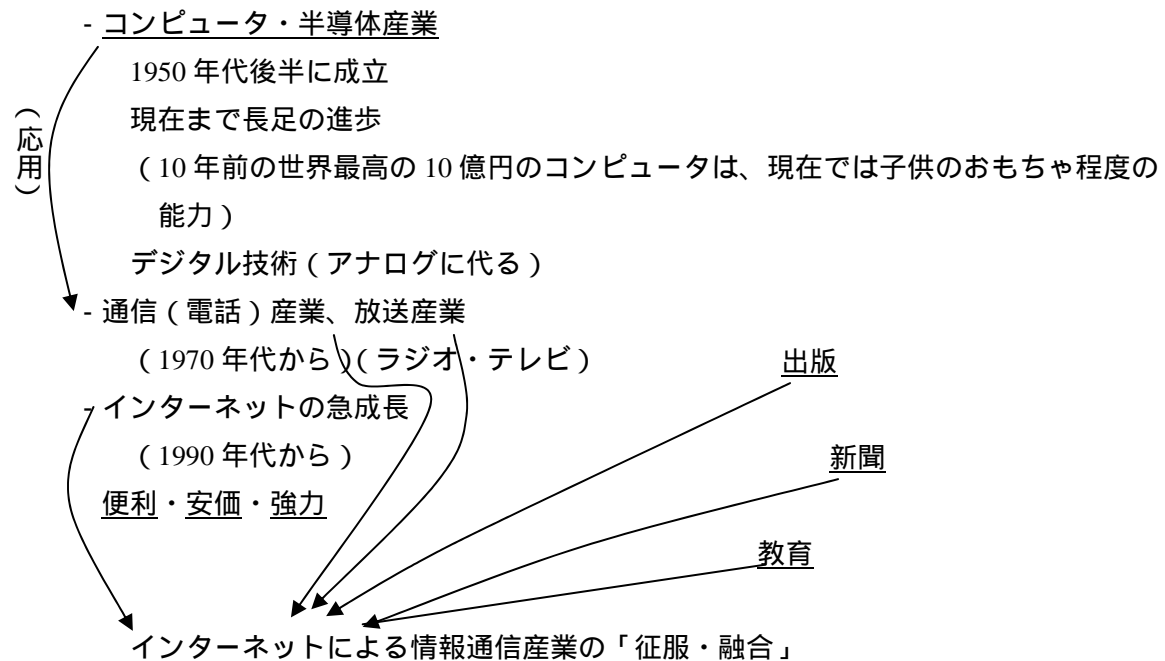 - コンピュータ・半導体産業
1950 年代後半に成立
現在まで長足の進歩
（応用）
（10 年前の世界最高の 10 億円のコンピュータは、現在では子供のおもちゃ程度の
能力）
デジタル技術（アナログに代る）
- 通信（電話）産業、放送産業
（1970 年代から）（ラジオ・テレビ）
出版
- インターネットの急成長
（1990 年代から）
新聞
便利・安価・強力
教育
インターネットによる情報通信産業の「征服・融合」